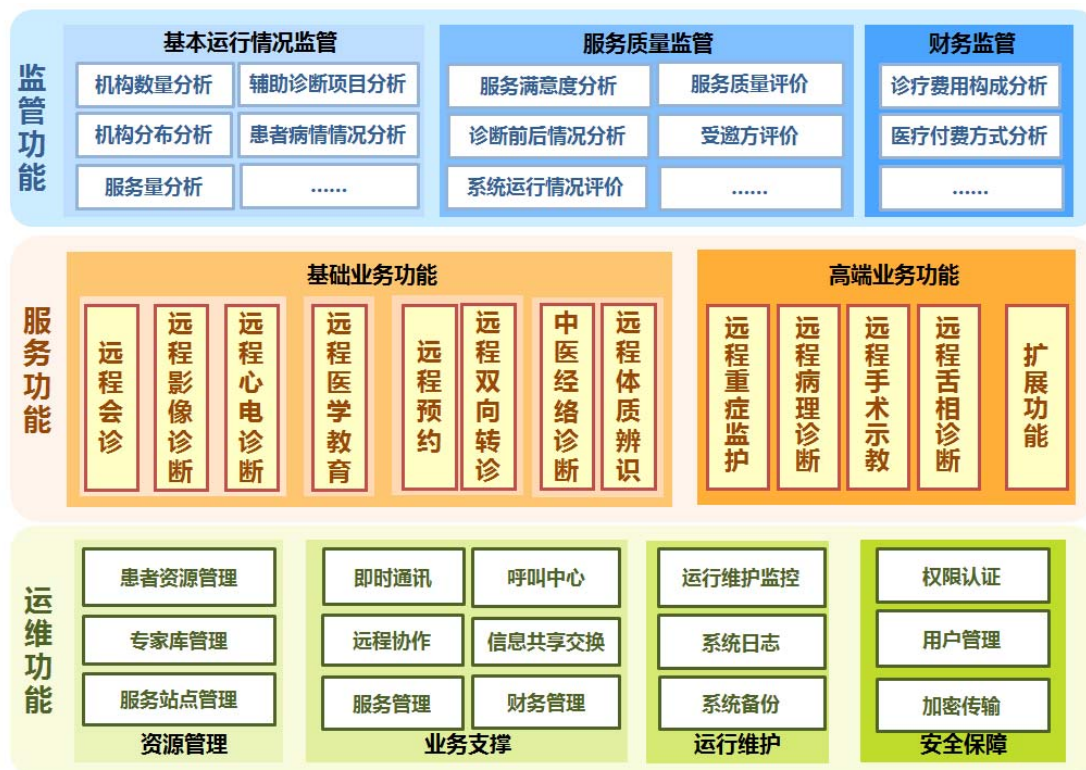 监管功能
基本运行情况监管
机构数量分析
辅助诊断项目分析
机构分布分析
患者病情情况分析
服务量分析
......
服务质量监管
服务满意度分析
服务质量评价
诊断前后情况分析
受邀方评价
系统运行情况评价
......
财务监管
诊疗费用构成分析
医疗付费方式分析
......
服务功能
基础业务功能
远程会诊
远程影像诊断
远程心电诊断
远程医学教育
远程预约
远程双向转诊
中医经络诊断
远程体质辨识
高端业务功能
远程重症监护
远程病理诊断
远程手术示教
远程舌相诊断
扩展功能
运维功能
患者资源管理
专家库管理
服务站点管理
资源管理
即时通讯
呼叫中心
远程协作
信息共享交换
服务管理
财务管理
业务支撑
运行维护监控
系统日志
系统备份
运行维护
权限认证
用户管理
加密传输
安全保障